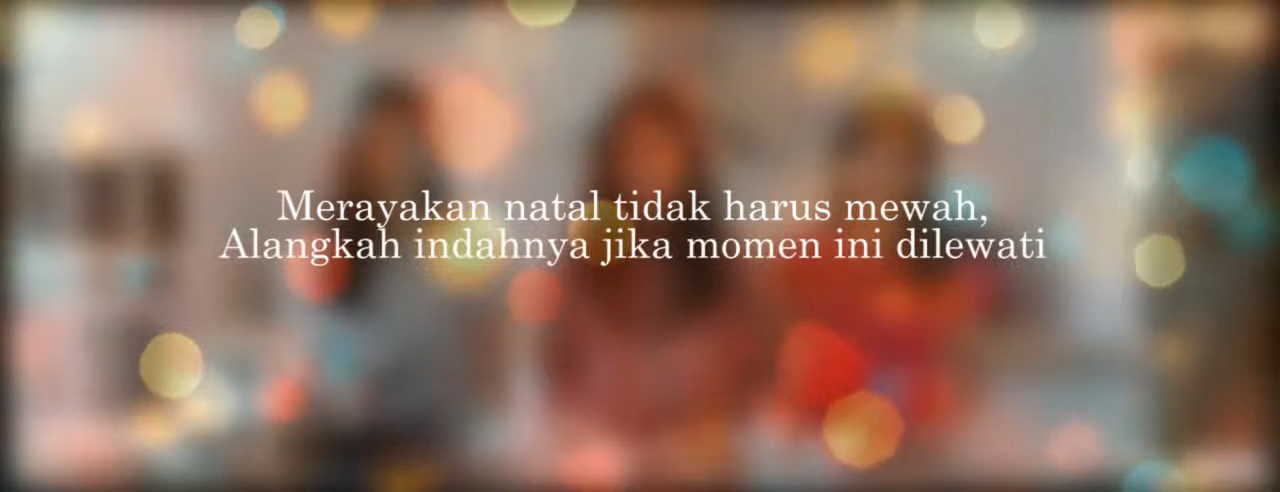 Merayakan natal tidak harus mewah,
Alangkah indahnya jika momen ini dilewati